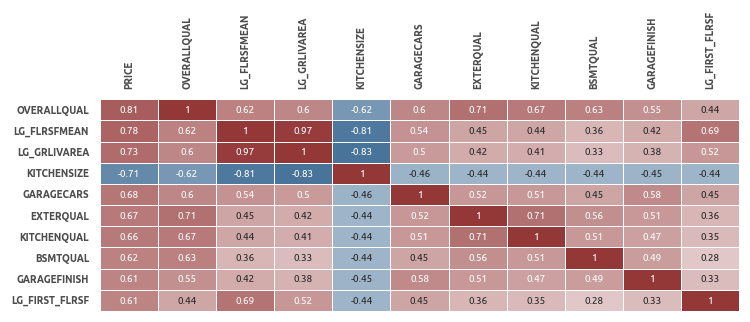 PRICE OVERALLQUAL LG_FLRSFMEAN LG_GRLIVAREA KITCHENSIZE GARAGECARS EXTERQUAL KITCHENQUAL BSMTQUAL GARAGEFINISH LG_FIRST_FLRSF
OVERALLQUAL 0.81 1 0.62 0.6 -0.62 0.6 0.71 0.67 0.63 0.55 0.44
LG_FLRSFMEAN 0.78 0.62 1 0.97 -0.81 0.54 0.45 0.44 0.36 0.42 0.69
LG_GRLIVAREA 0.73 0.6 0.97 1 -0.83 0.5 0.42 0.41 0.33 0.38 0.52
KITCHENSIZE -0.71 -0.62 -0.81 -0.83 1 -0.46 -0.44 -0.44 -0.44 -0.45 -0.44
GARAGECARS 0.68 0.6 0.54 0.5 -0.46 1 0.52 0.51 0.45 0.58 0.45
EXTERQUAL 0.67 0.71 0.45 0.42 -0.44 0.52 1 0.71 0.56 0.51 0.36
KITCHENQUAL 0.66 0.67 0.44 0.41 -0.44 0.51 0.71 1 0.51 0.47 0.35
BSMTQUAL 0.62 0.63 0.36 0.33 -0.44 0.45 0.56 0.51 1 0.49 0.28
GARAGEFINISH 0.61 0.55 0.42 0.38 -0.45 0.58 0.51 0.47 0.49 1 0.33
LG_FIRST_FLRSF 0.61 0.44 0.69 0.52 -0.44 0.45 0.36 0.35 0.28 0.33 1